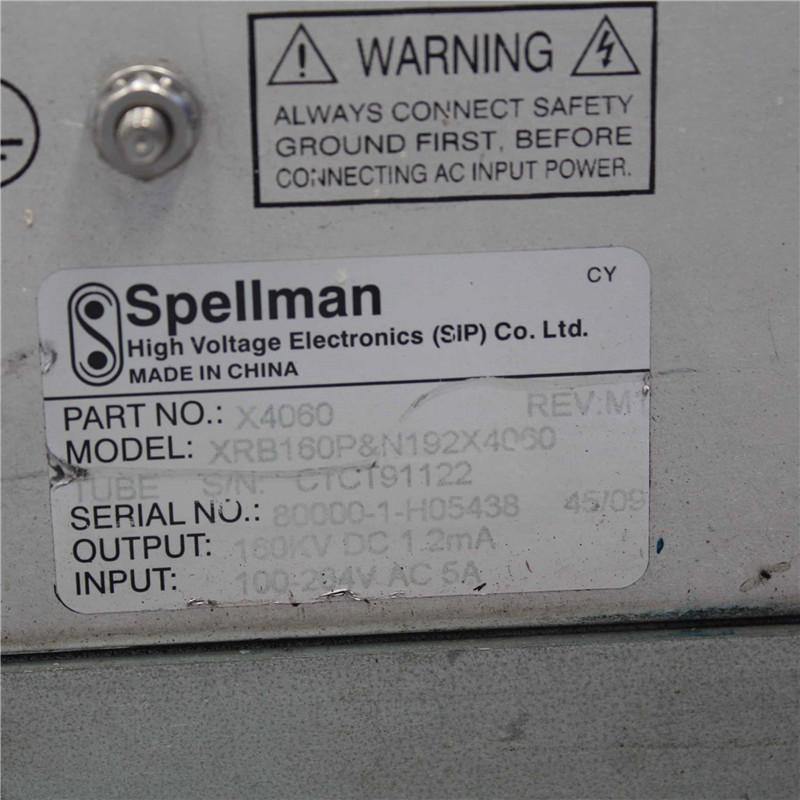 WARNING
ALWAYS CONNECT SAFETY
GROUND FIRST, BEFORE
CONNECTING AC INPUT POWER.
Spellman
CY
High Voltage Electronics (SIP) Co. Ltd.
MADE IN CHINA
PART NO.: X4060 REV:M1
MODEL: XRB160P&N192X4060
TUBE S/N: CTCT91122
SERIAL NO.: 80000-1-H05438 45/09
OUTPUT: 160KV DC 1.2mA
INPUT: 100-264V AC 5A